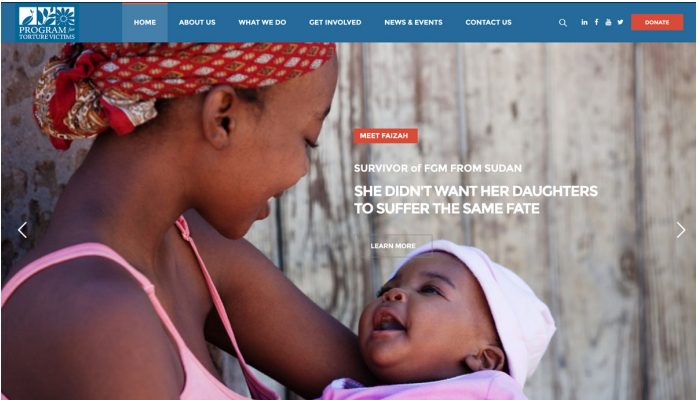 PROGRAM for
TORTURE VICTIMS
HOME
ABOUT US
WHAT WE DO
GET INVOLVED
NEWS & EVENTS
CONTACT US
in
f
DONATE
MEET FAIZAH
SURVIVOR of FGM FROM SUDAN
SHE DIDN'T WANT HER DAUGHTERS
TO SUFFER THE SAME FATE
LEARN MORE